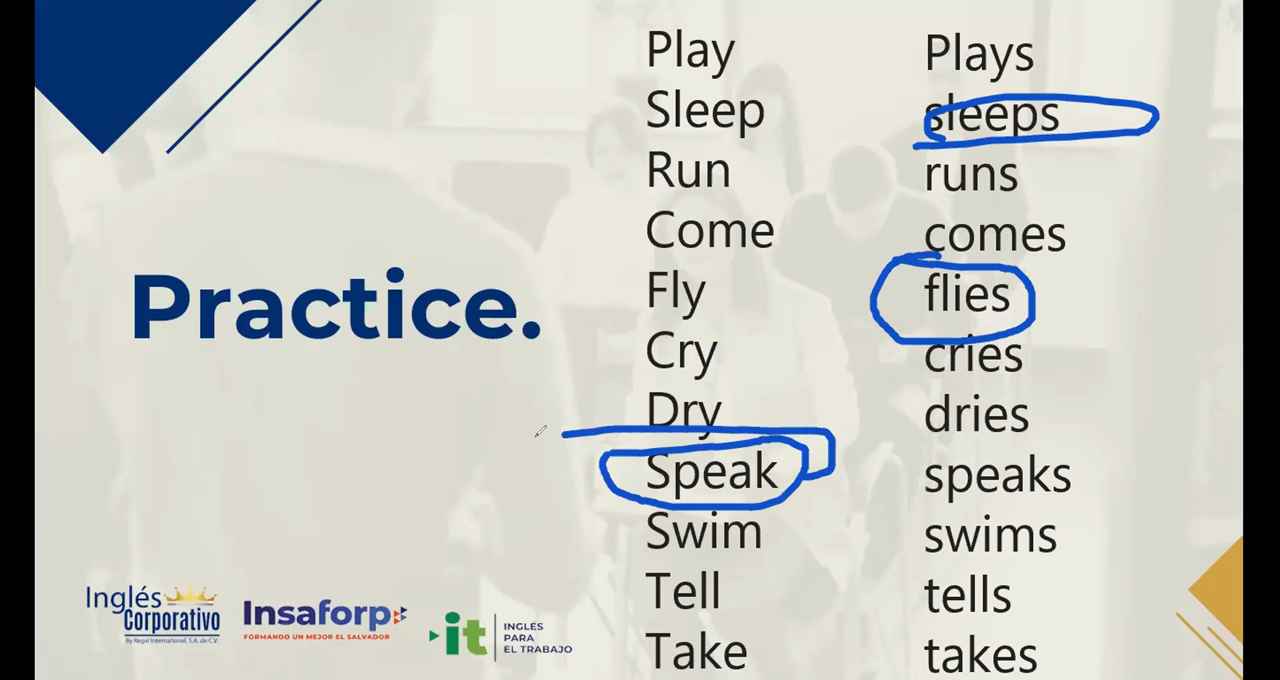 Practice.
Play Plays
Sleep sleeps
Run runs
Come comes
Fly flies
Cry cries
Dry dries
Speak speaks
Swim swims
Tell tells
Take takes
Inglés
Corporativo
By Regal International, S.A. de C.V.
Insaforp
FORMANDO UN MEJOR EL SALVADOR
it
INGLÉS
PARA
EL TRABAJO